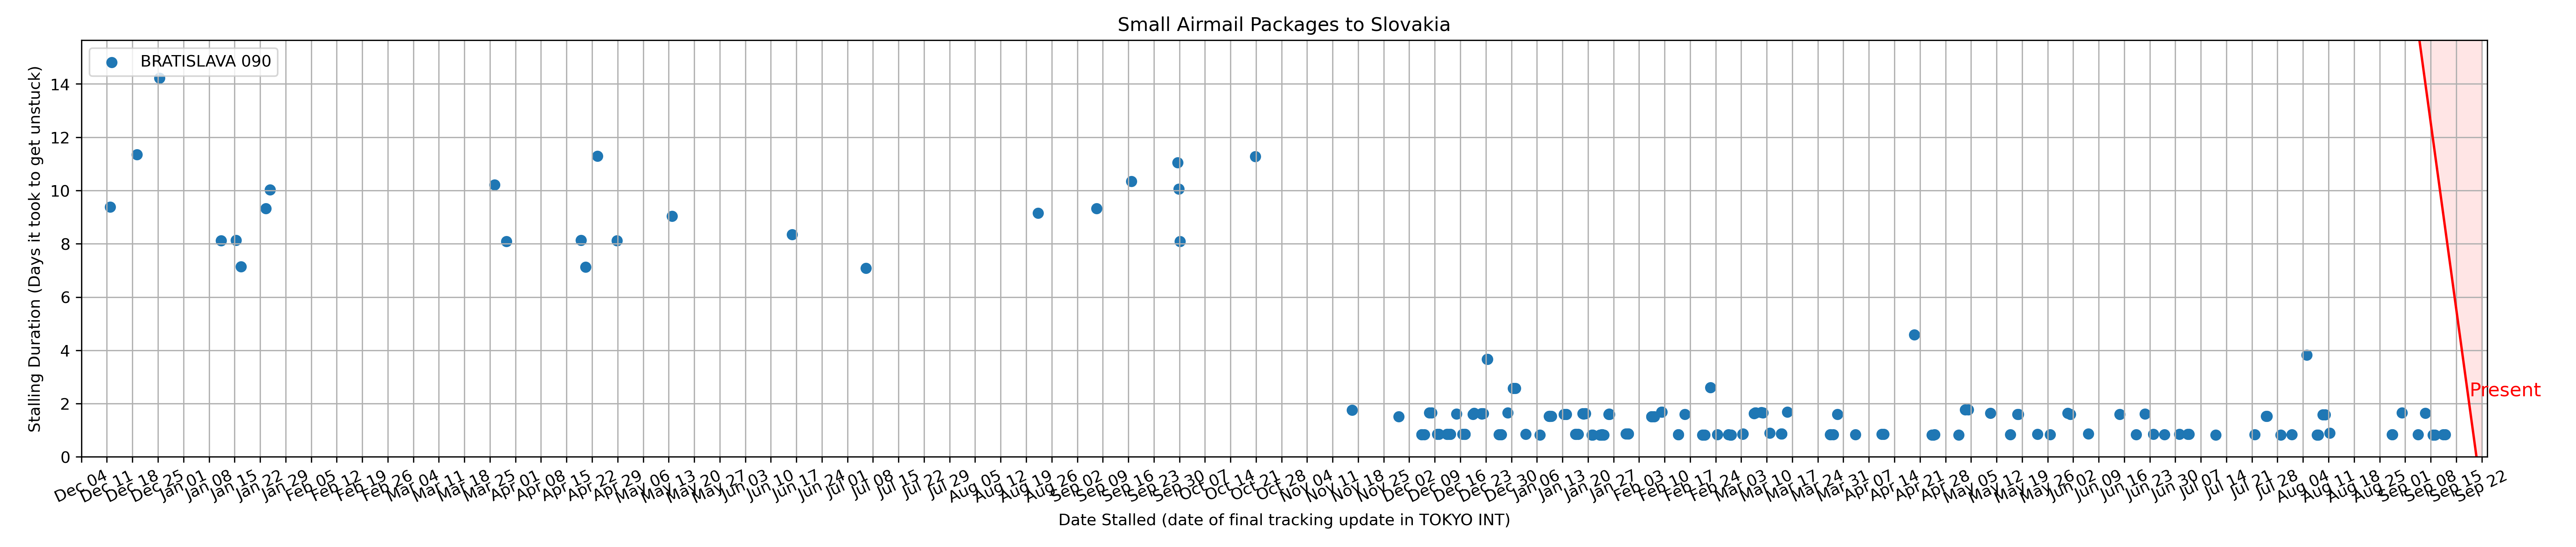 Small Airmail Packages to Slovakia
BRATISLAVA 090
Stalling Duration (Days it took to get unstuck)
14
12
10
8
6
4
2
0
Present
Dec 04
Dec 11
Dec 18
Dec 25
Jan 01
Jan 08
Jan 15
Jan 22
Jan 29
Feb 05
Feb 12
Feb 19
Feb 26
Mar 04
Mar 11
Mar 18
Mar 25
Apr 01
Apr 08
Apr 15
Apr 22
Apr 29
May 06
May 13
May 20
May 27
Jun 03
Jun 10
Jun 17
Jun 24
Jul 01
Jul 08
Jul 15
Jul 22
Jul 29
Aug 05
Aug 12
Aug 19
Aug 26
Sep 02
Sep 09
Sep 16
Sep 23
Sep 30
Oct 07
Oct 14
Oct 21
Oct 28
Nov 04
Nov 11
Nov 18
Nov 25
Dec 02
Dec 09
Dec 16
Dec 23
Dec 30
Jan 06
Jan 13
Jan 20
Jan 27
Feb 03
Feb 10
Feb 17
Feb 24
Mar 03
Mar 10
Mar 17
Mar 24
Mar 31
Apr 07
Apr 14
Apr 21
Apr 28
May 05
May 12
May 19
May 26
Jun 02
Jun 09
Jun 16
Jun 23
Jun 30
Jul 07
Jul 14
Jul 21
Jul 28
Aug 04
Aug 11
Aug 18
Aug 25
Sep 01
Sep 08
Sep 15
Sep 22
Date Stalled (date of final tracking update in TOKYO INT)